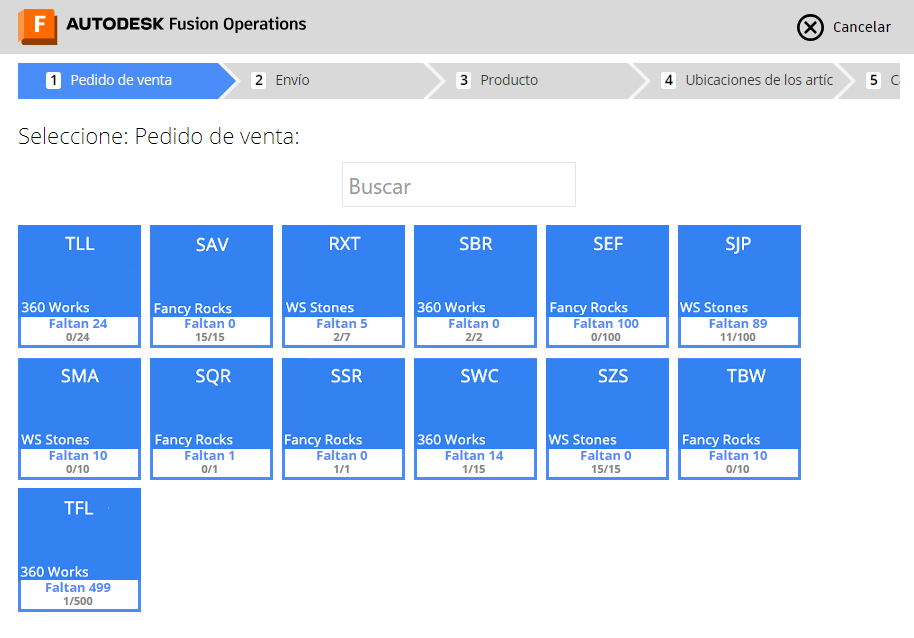 F AUTODESK Fusion Operations
Cancelar
1 Pedido de venta
2 Envío
3 Producto
4 Ubicaciones de los artíc
5
Seleccione: Pedido de venta:
Buscar
TLL
360 Works
Faltan 24
0/24
SAV
Fancy Rocks
Faltan 0
15/15
RXT
WS Stones
Faltan 5
2/7
SBR
360 Works
Faltan 0
2/2
SEF
Fancy Rocks
Faltan 100
0/100
SJP
WS Stones
Faltan 89
11/100
SMA
WS Stones
Faltan 10
0/10
SQR
Fancy Rocks
Faltan 1
0/1
SSR
Fancy Rocks
Faltan 0
1/1
SWC
360 Works
Faltan 14
1/15
SZS
WS Stones
Faltan 0
15/15
TBW
Fancy Rocks
Faltan 10
0/10
TFL
360 Works
Faltan 499
1/500